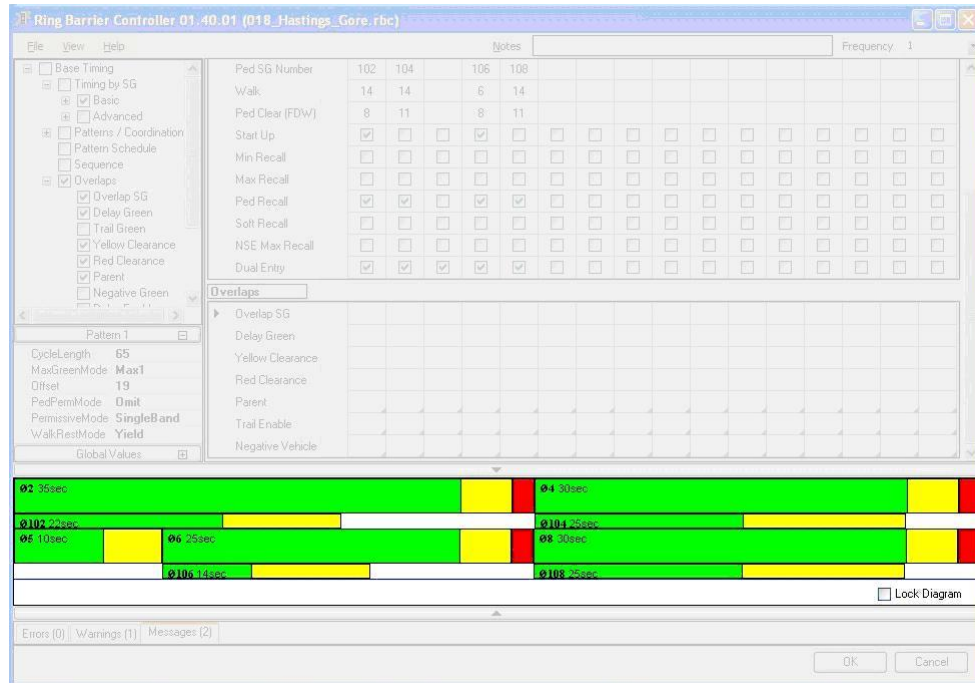 Ring Barrier Controller 01.40.01 (018_Hastings_Gore.rbc)
File View Help Notes Frequency: 1
Base Timing
Timing by SG
Basic
Advanced
Patterns / Coordination
Pattern Schedule
Sequence
Overlaps
Overlap SG
Delay Green
Trail Green
Yellow Clearance
Red Clearance
Parent
Negative Green
Pattern 1
CycleLength 65
MaxGreenMode Max1
Offset 19
PedPermMode Omit
PermissiveMode SingleBand
WalkRestMode Yield
Global Values
Ped SG Number 102 104 106 108
Walk 14 14 6 14
Ped Clear (FDW) 8 11 8 11
Start Up
Min Recall
Max Recall
Ped Recall
Soft Recall
NSE Max Recall
Dual Entry
Overlaps
Overlap SG
Delay Green
Yellow Clearance
Red Clearance
Parent
Trail Enable
Negative Vehicle
Ø2 35sec Ø4 30sec
Ø102 22sec Ø104 25sec
Ø5 10sec Ø6 25sec Ø8 30sec
Ø106 14sec Ø108 25sec
Lock Diagram
Errors (0) Warnings (1) Messages (2)
OK Cancel